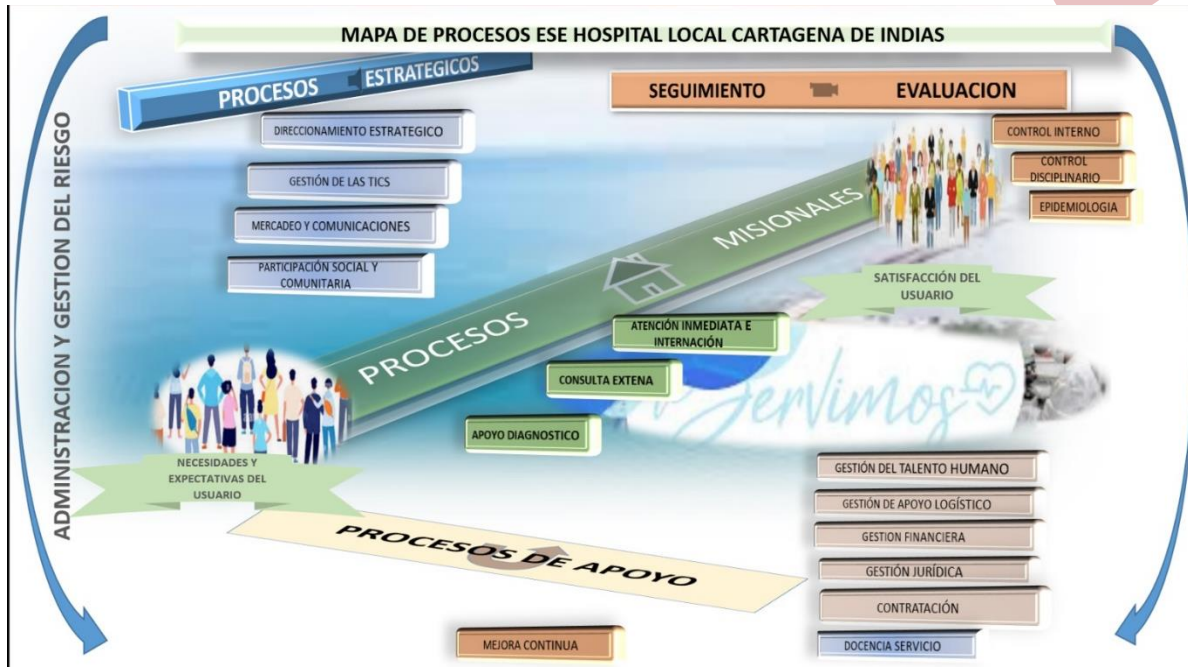 MAPA DE PROCESOS ESE HOSPITAL LOCAL CARTAGENA DE INDIAS
PROCESOS ESTRATEGICOS
SEGUIMIENTO EVALUACION
DIRECCIONAMIENTO ESTRATEGICO
GESTIÓN DE LAS TICS
MERCADEO Y COMUNICACIONES
PARTICIPACIÓN SOCIAL Y
COMUNITARIA
CONTROL INTERNO
CONTROL
DISCIPLINARIO
EPIDEMIOLOGIA
ADMINISTRACION Y GESTION DEL RIESGO
PROCESOS MISIONALES
SATISFACCIÓN DEL
USUARIO
ATENCIÓN INMEDIATA E
INTERNACIÓN
CONSULTA EXTENA
APOYO DIAGNOSTICO
Servimos
NECESIDADES Y
EXPECTATIVAS DEL
USUARIO
PROCESOS DE APOYO
GESTIÓN DEL TALENTO HUMANO
GESTIÓN DE APOYO LOGÍSTICO
GESTION FINANCIERA
GESTIÓN JURÍDICA
CONTRATACIÓN
DOCENCIA SERVICIO
MEJORA CONTINUA